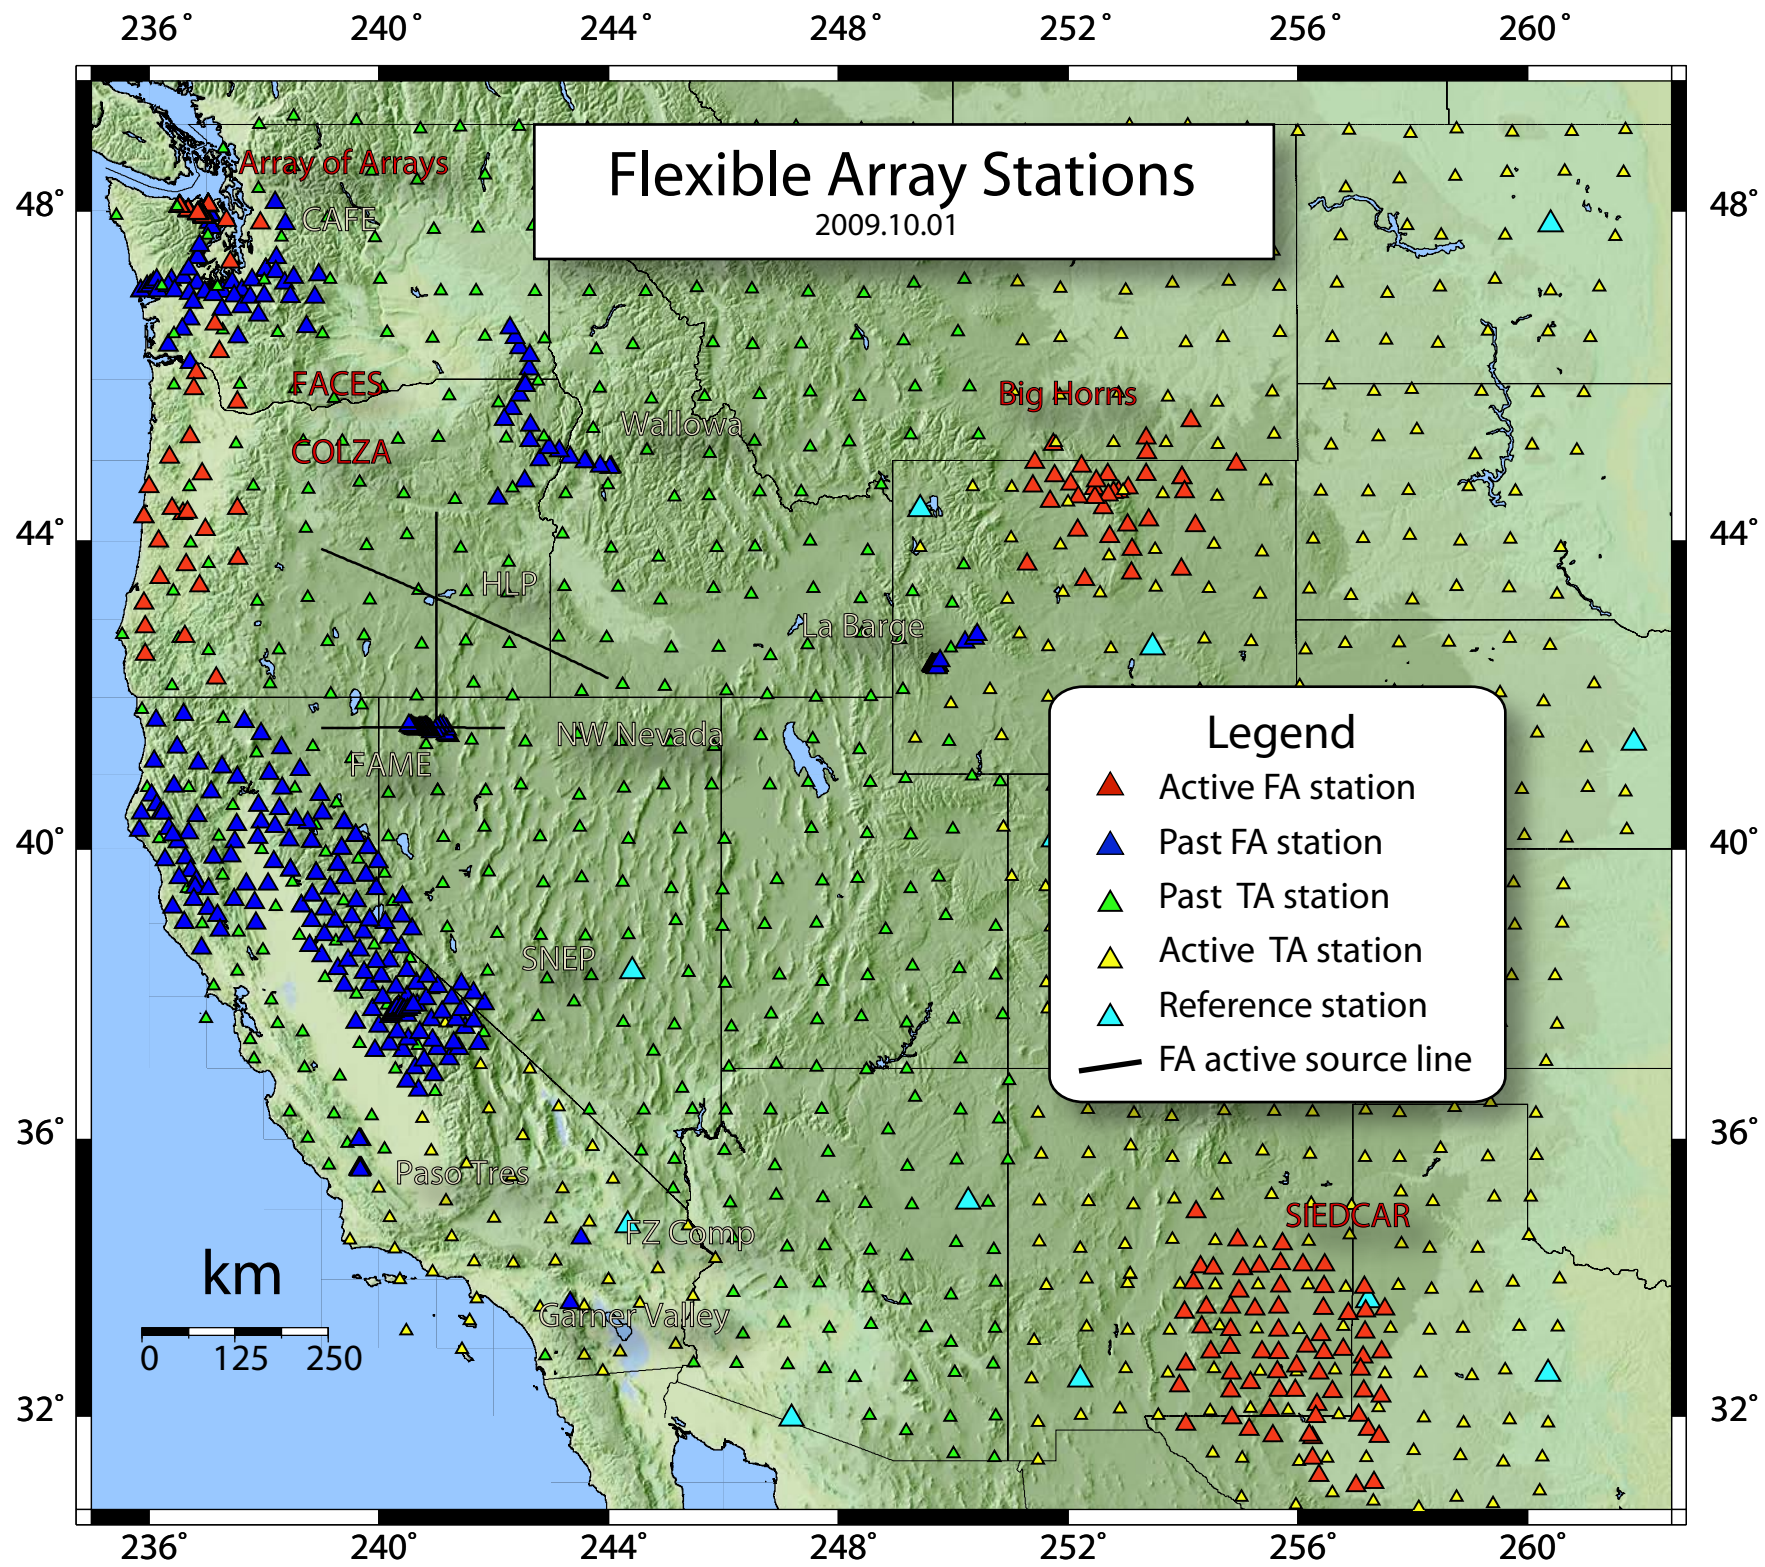 236° 240° 244° 248° 252° 256° 260°
Flexible Array Stations
2009.10.01
Array of Arrays
48° 48°
CAFE
FACES
Big Horns
Wallowa
COLZA
44° 44°
HLP
La Barge
NW Nevada
FAME
Legend
Active FA station
Past FA station
Past TA station
Active TA station
Reference station
FA active source line
40° 40°
SNEP
36° 36°
Paso Tres
SIEDCAR
FZ Comp
km
Garner Valley
0 125 250
32° 32°
236° 240° 244° 248° 252° 256° 260°